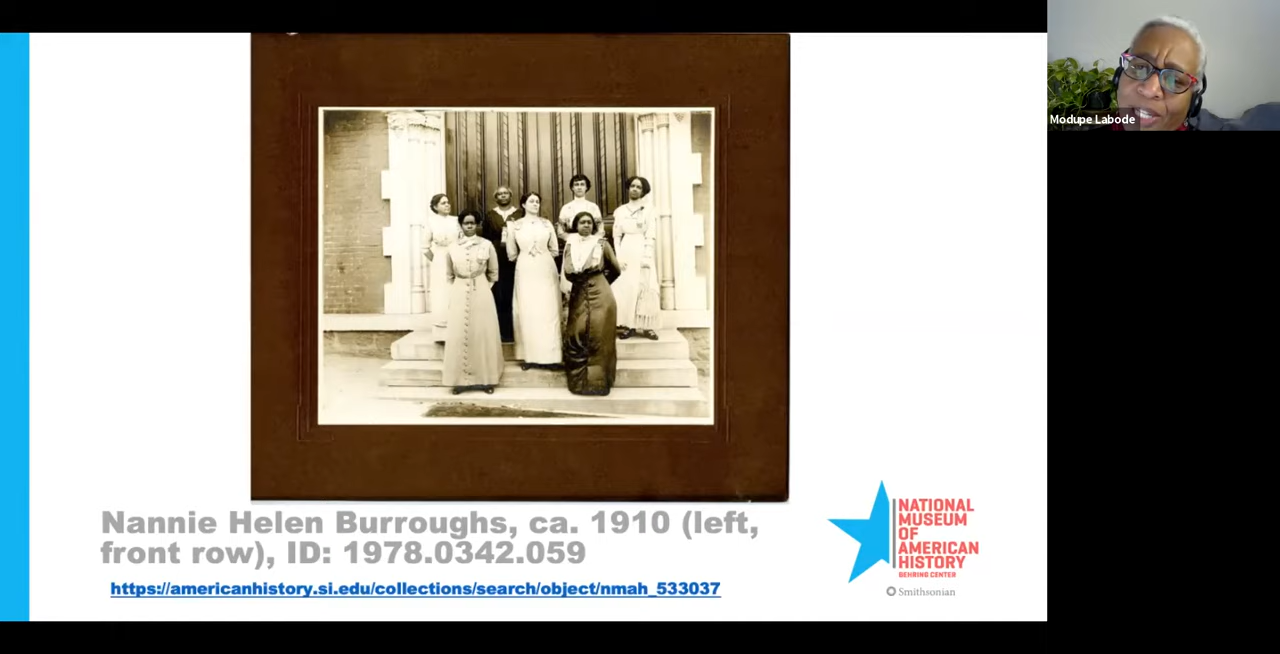 Modupe Labode
Nannie Helen Burroughs, ca. 1910 (left,
front row), ID: 1978.0342.059
https://americanhistory.si.edu/collections/search/object/nmah_533037
NATIONAL
MUSEUM
OF
AMERICAN
HISTORY
BEHRING CENTER
Smithsonian